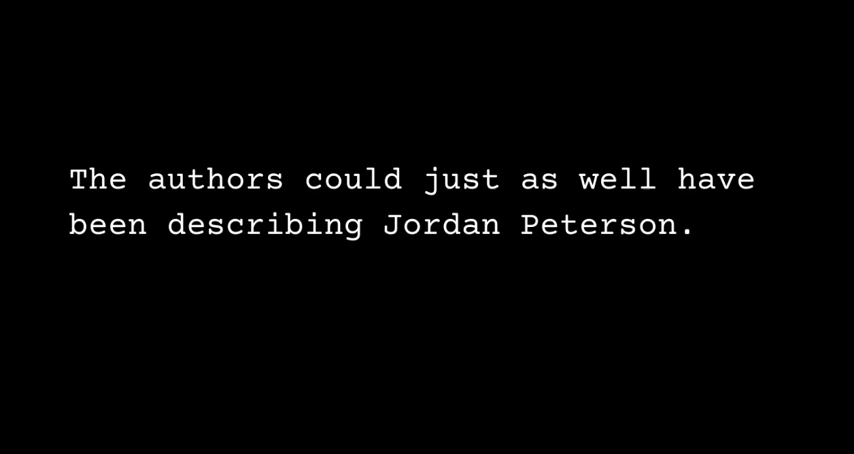 The authors could just as well have
been describing Jordan Peterson.